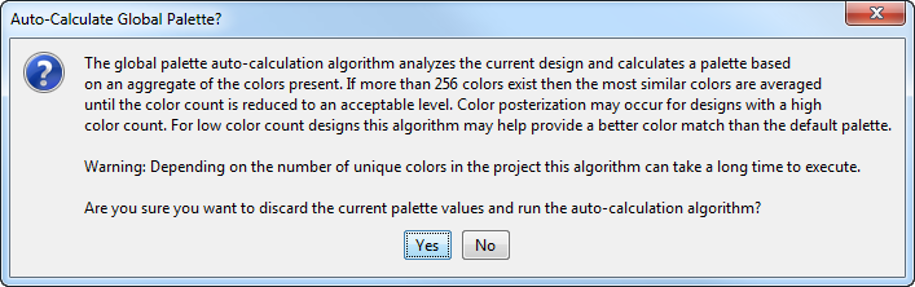 Auto-Calculate Global Palette?
The global palette auto-calculation algorithm analyzes the current design and calculates a palette based
on an aggregate of the colors present. If more than 256 colors exist then the most similar colors are averaged
until the color count is reduced to an acceptable level. Color posterization may occur for designs with a high
color count. For low color count designs this algorithm may help provide a better color match than the default palette.
Warning: Depending on the number of unique colors in the project this algorithm can take a long time to execute.
Are you sure you want to discard the current palette values and run the auto-calculation algorithm?
Yes No